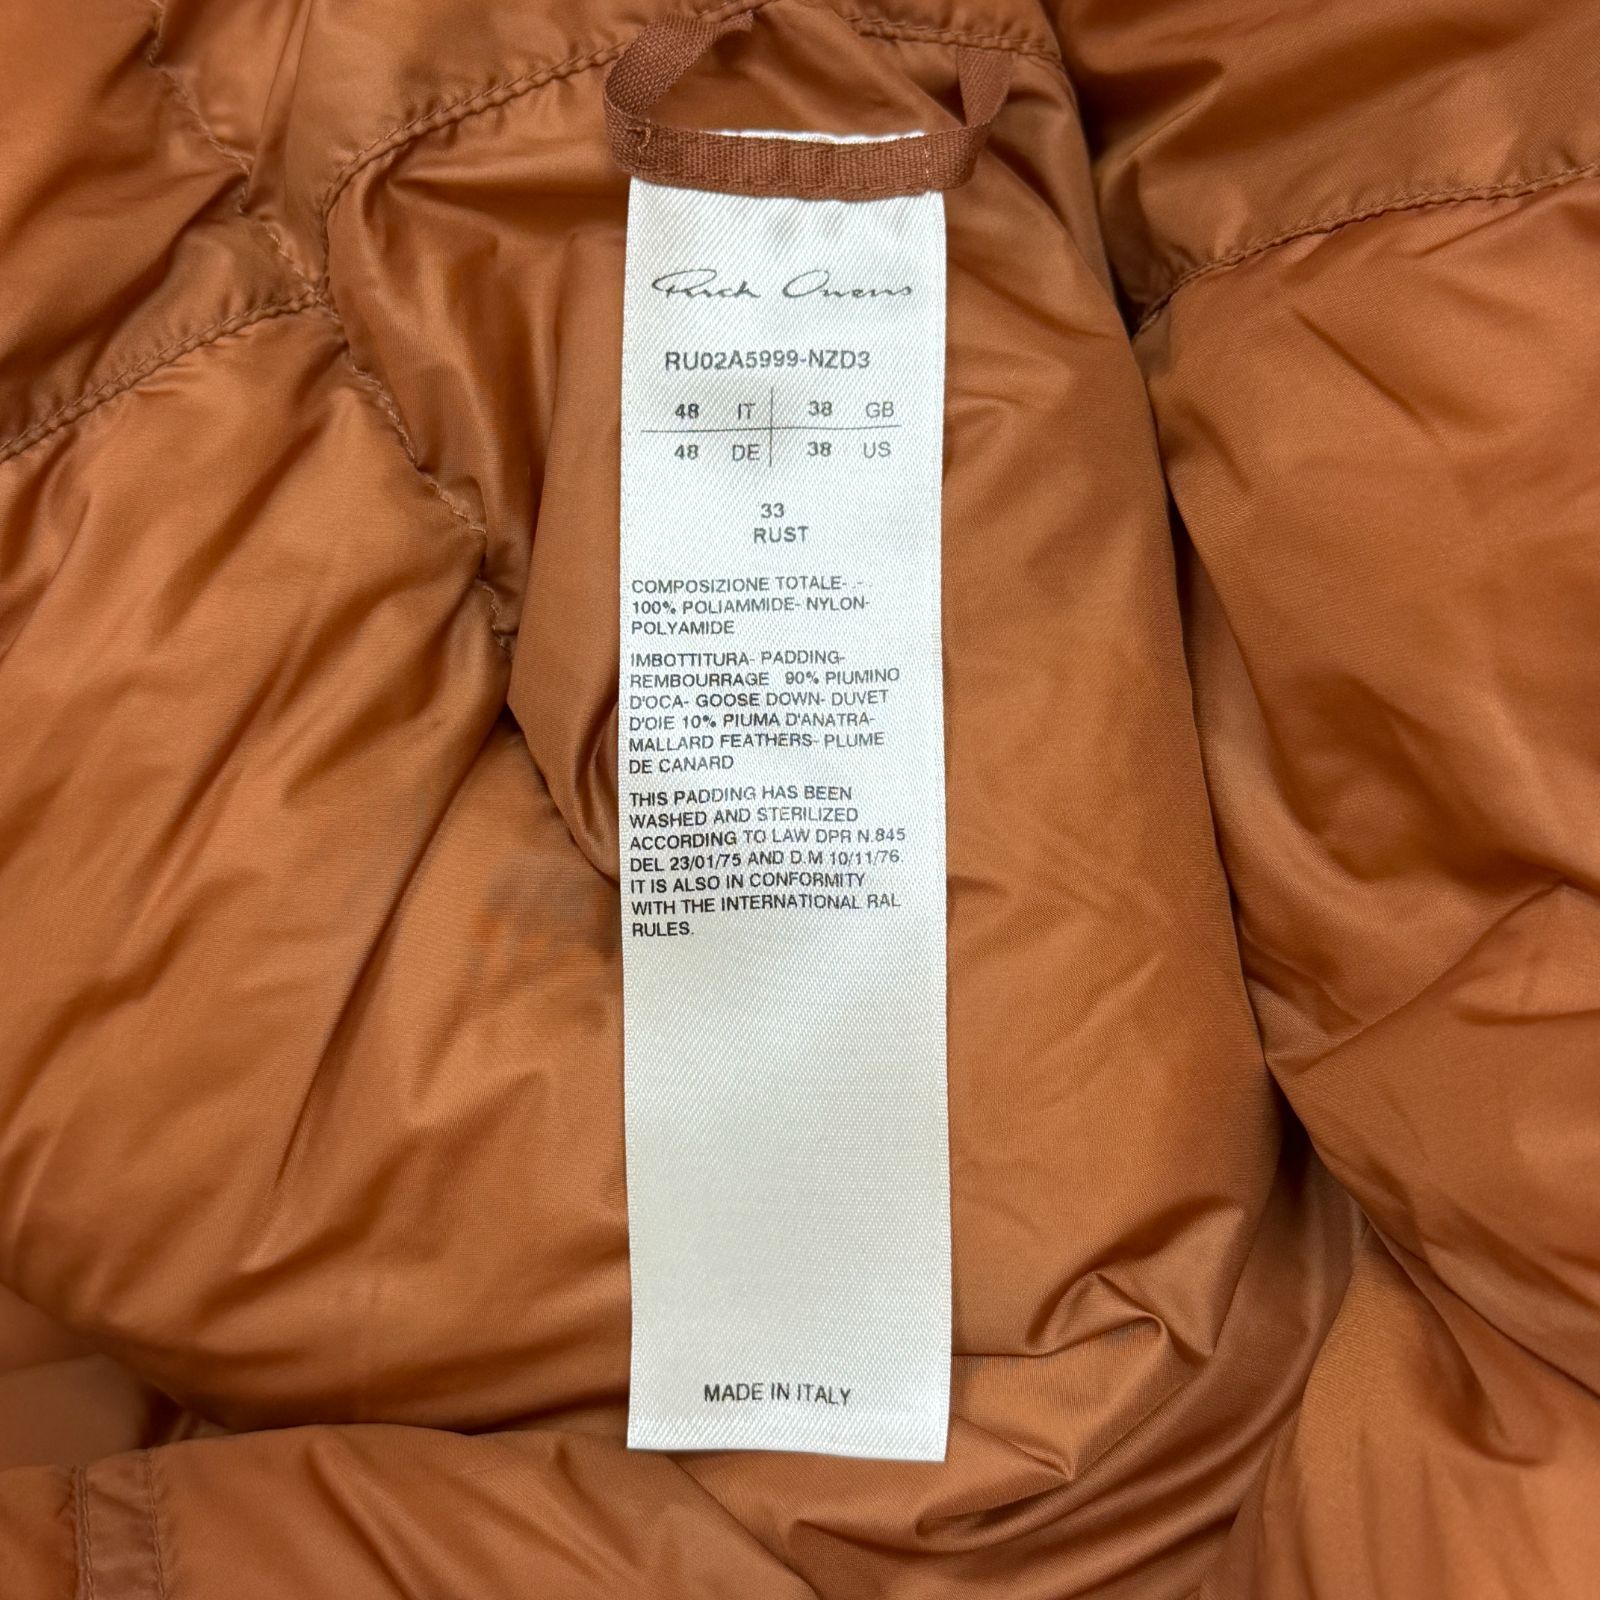 Rick Owens
RU02A5999-NZD3
48 IT 38 GB
48 DE 38 US
33
RUST
COMPOSIZIONE TOTALE- .- .
100% POLIAMMIDE- NYLON-
POLYAMIDE
IMBOTTITURA- PADDING-
REMBOURRAGE 90% PIUMINO
D'OCA- GOOSE DOWN- DUVET
D'OIE 10% PIUMA D'ANATRA-
MALLARD FEATHERS- PLUME
DE CANARD
THIS PADDING HAS BEEN
WASHED AND STERILIZED
ACCORDING TO LAW DPR N.845
DEL 23/01/75 AND D.M 10/11/76
IT IS ALSO IN CONFORMITY
WITH THE INTERNATIONAL RAL
RULES.
MADE IN ITALY